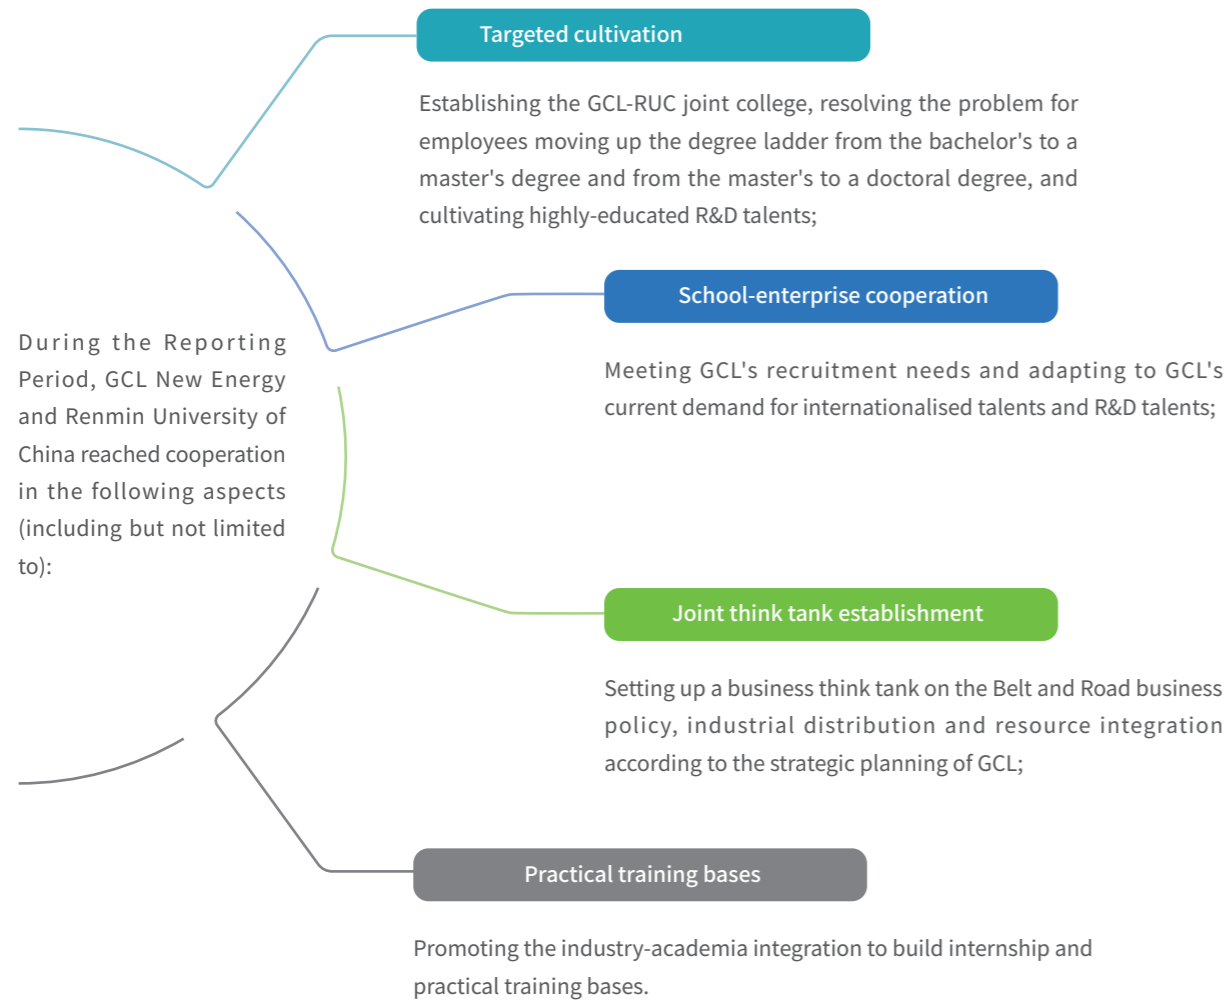 During the Reporting
Period, GCL New Energy
and Renmin University of
China reached cooperation
in the following aspects
(including but not limited
to):
Targeted cultivation
Establishing the GCL-RUC joint college, resolving the problem for
employees moving up the degree ladder from the bachelor's to a
master's degree and from the master's to a doctoral degree, and
cultivating highly-educated R&D talents;
School-enterprise cooperation
Meeting GCL's recruitment needs and adapting to GCL's
current demand for internationalised talents and R&D talents;
Joint think tank establishment
Setting up a business think tank on the Belt and Road business
policy, industrial distribution and resource integration
according to the strategic planning of GCL;
Practical training bases
Promoting the industry-academia integration to build internship and
practical training bases.